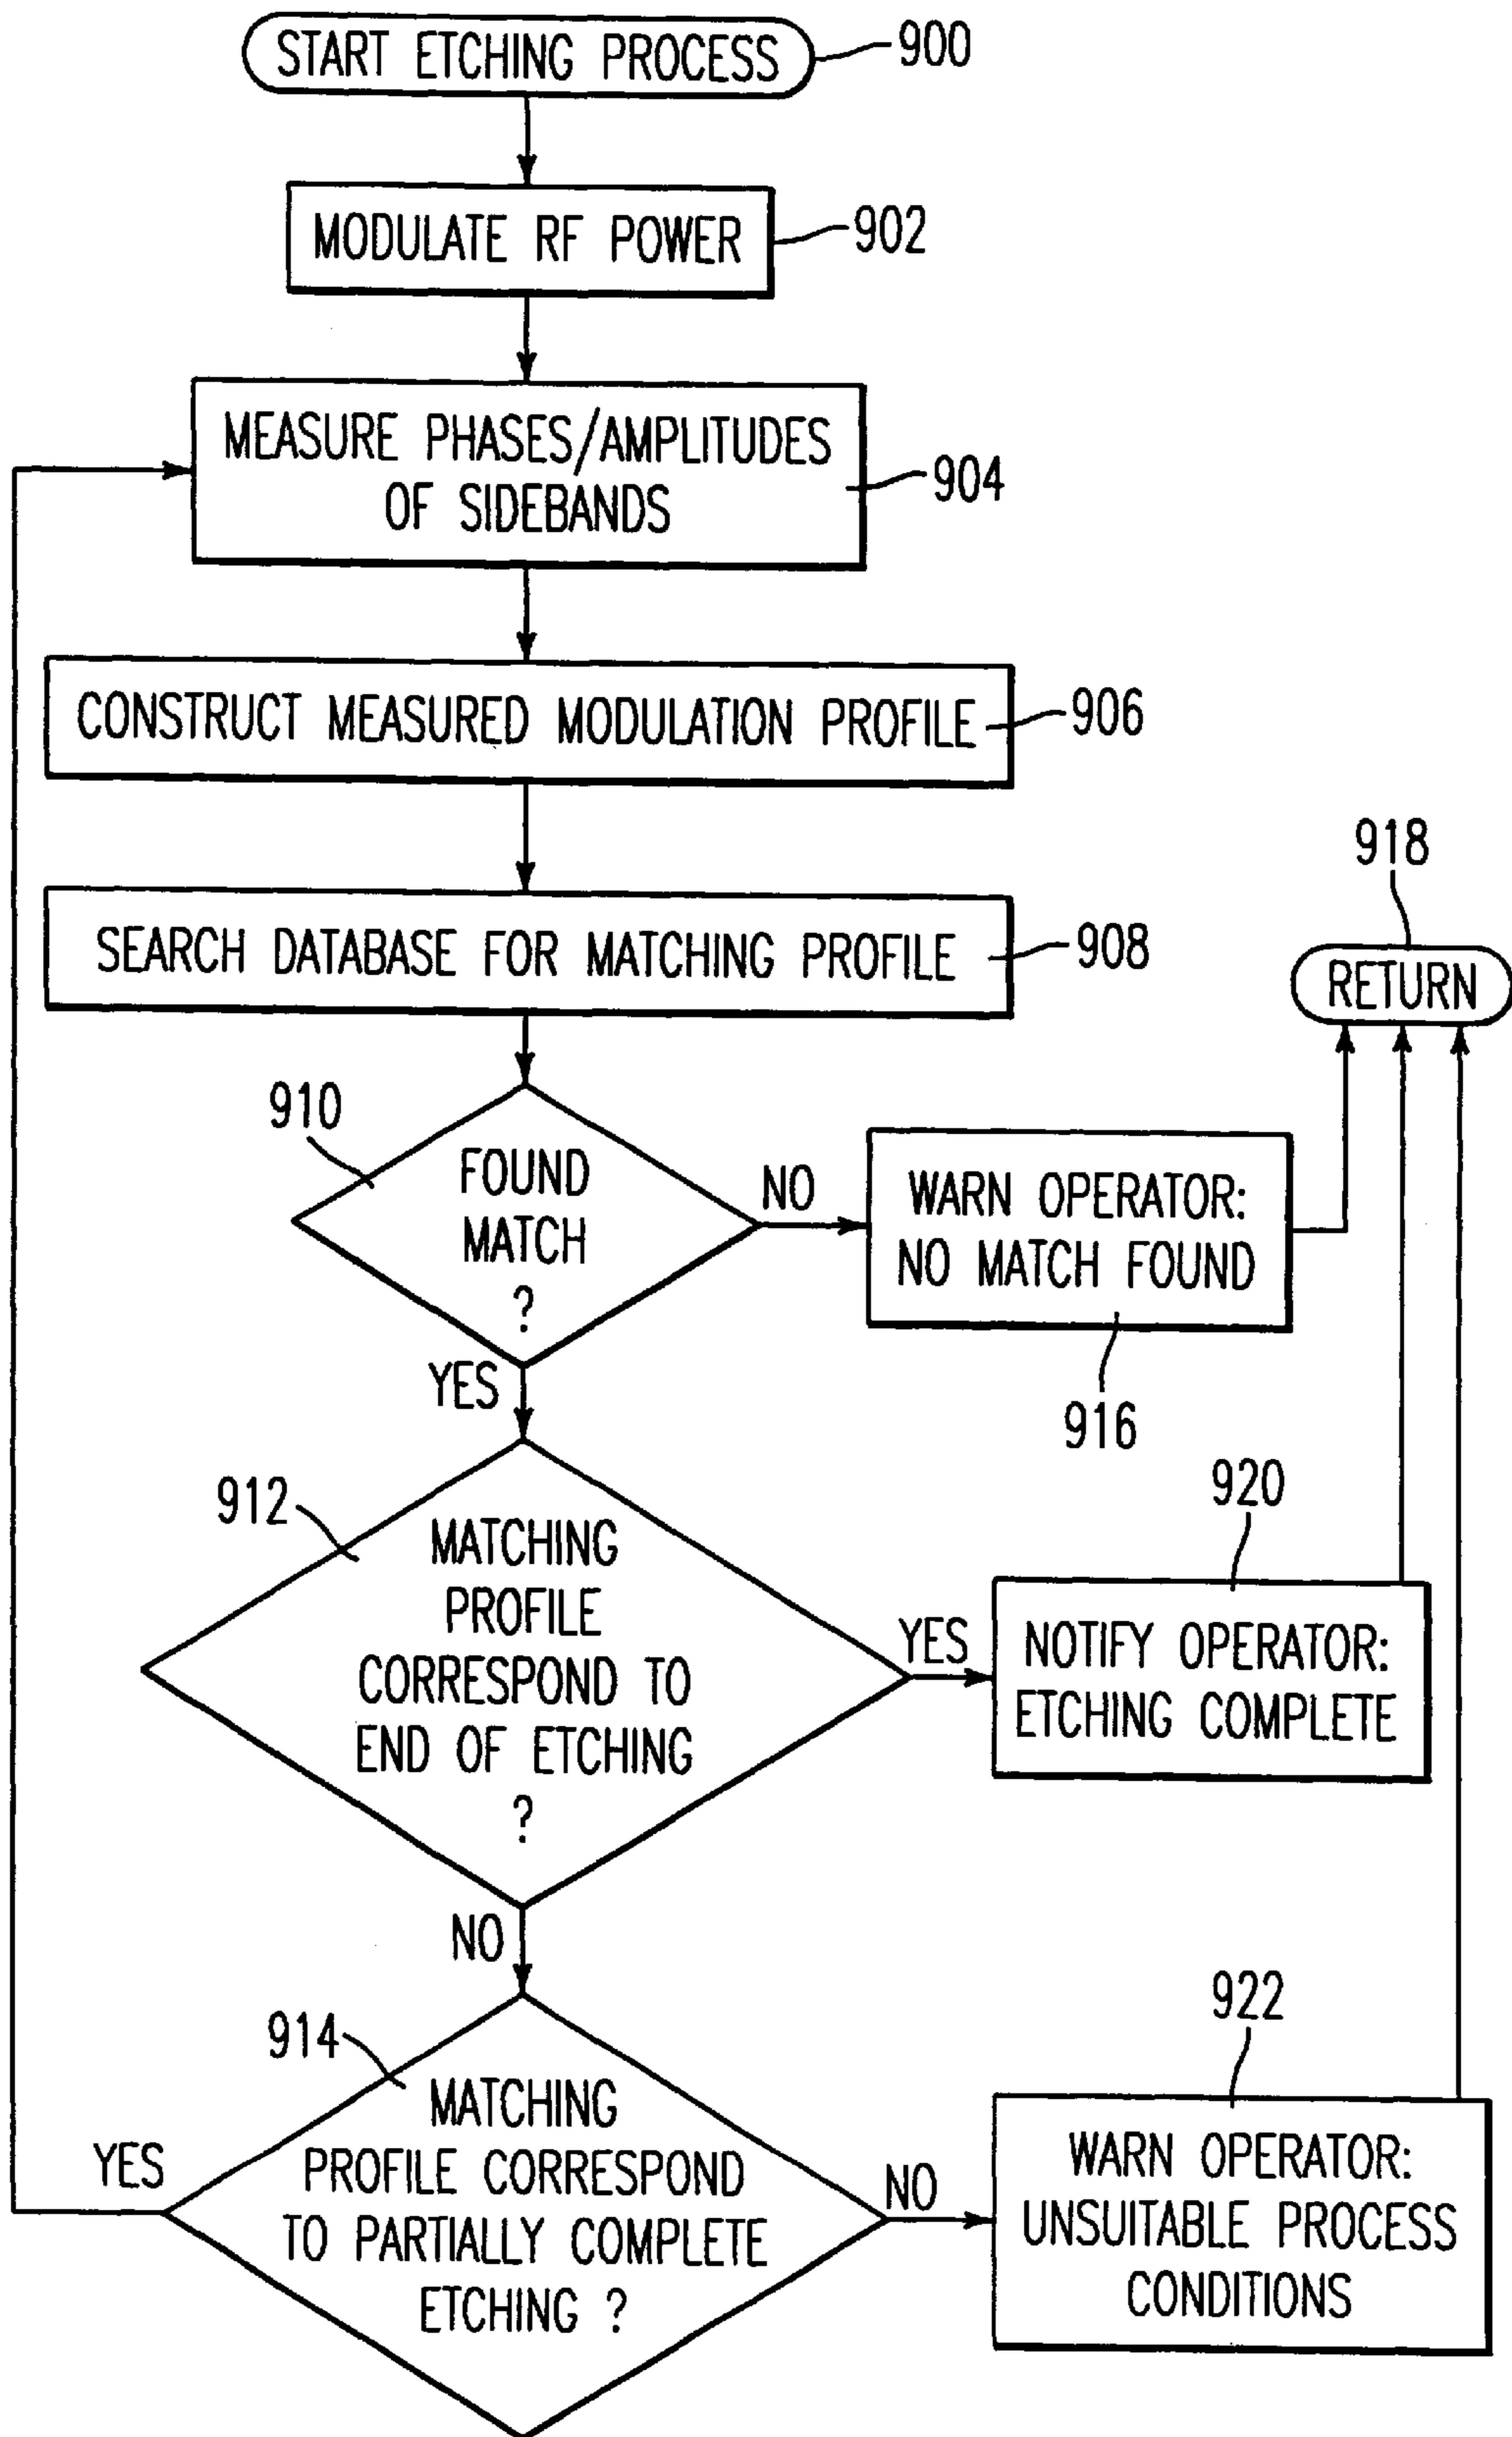 START ETCHING PROCESS
900
MODULATE RF POWER
902
MEASURE PHASES/AMPLITUDES
OF SIDEBANDS
904
CONSTRUCT MEASURED MODULATION PROFILE
906
SEARCH DATABASE FOR MATCHING PROFILE
908
918
RETURN
910
FOUND
MATCH
?
NO
WARN OPERATOR:
NO MATCH FOUND
916
YES
912
MATCHING
PROFILE
CORRESPOND TO
END OF ETCHING
?
YES
920
NOTIFY OPERATOR:
ETCHING COMPLETE
NO
914
MATCHING
PROFILE CORRESPOND
TO PARTIALLY COMPLETE
ETCHING ?
YES
NO
922
WARN OPERATOR:
UNSUITABLE PROCESS
CONDITIONS